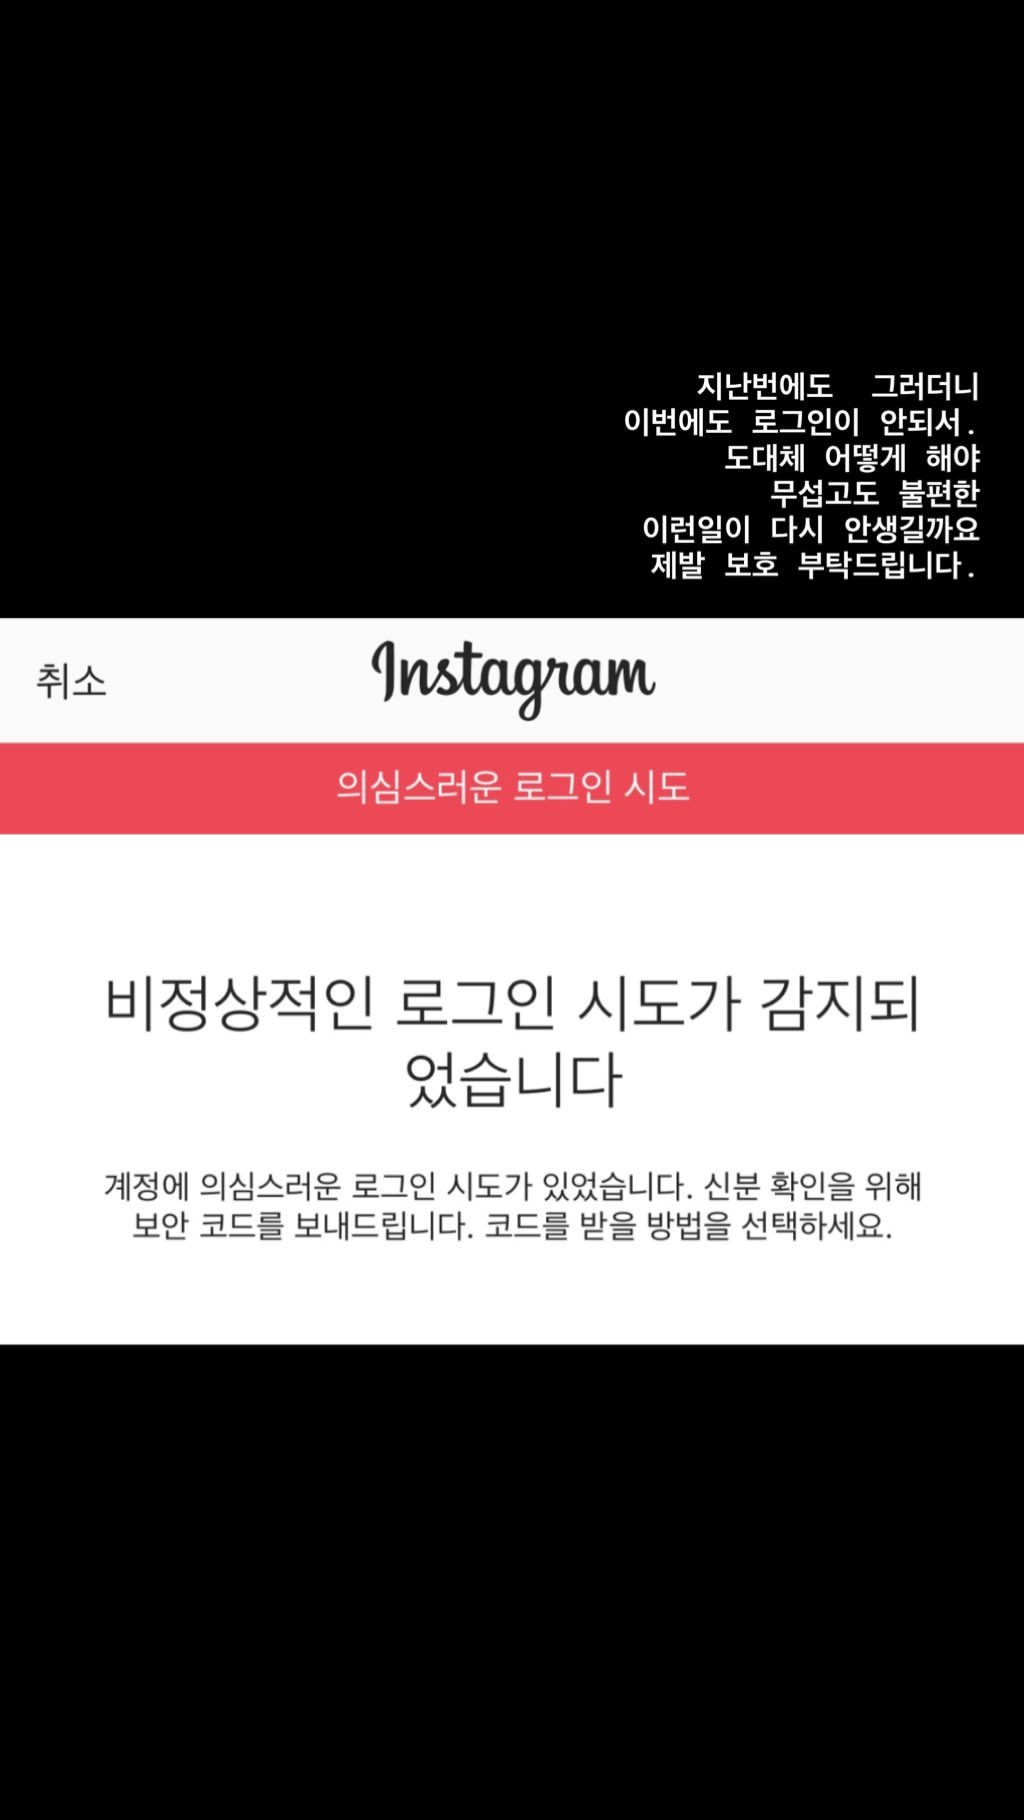 지난번에도 그러더니
이번에도 로그인이 안되서.
도대체 어떻게 해야
무섭고도 불편한
이런일이 다시 안생길까요
제발 보호 부탁드립니다.
취소
Instagram
의심스러운 로그인 시도
비정상적인 로그인 시도가 감지되
었습니다
계정에 의심스러운 로그인 시도가 있었습니다. 신분 확인을 위해
보안 코드를 보내드립니다. 코드를 받을 방법을 선택하세요.